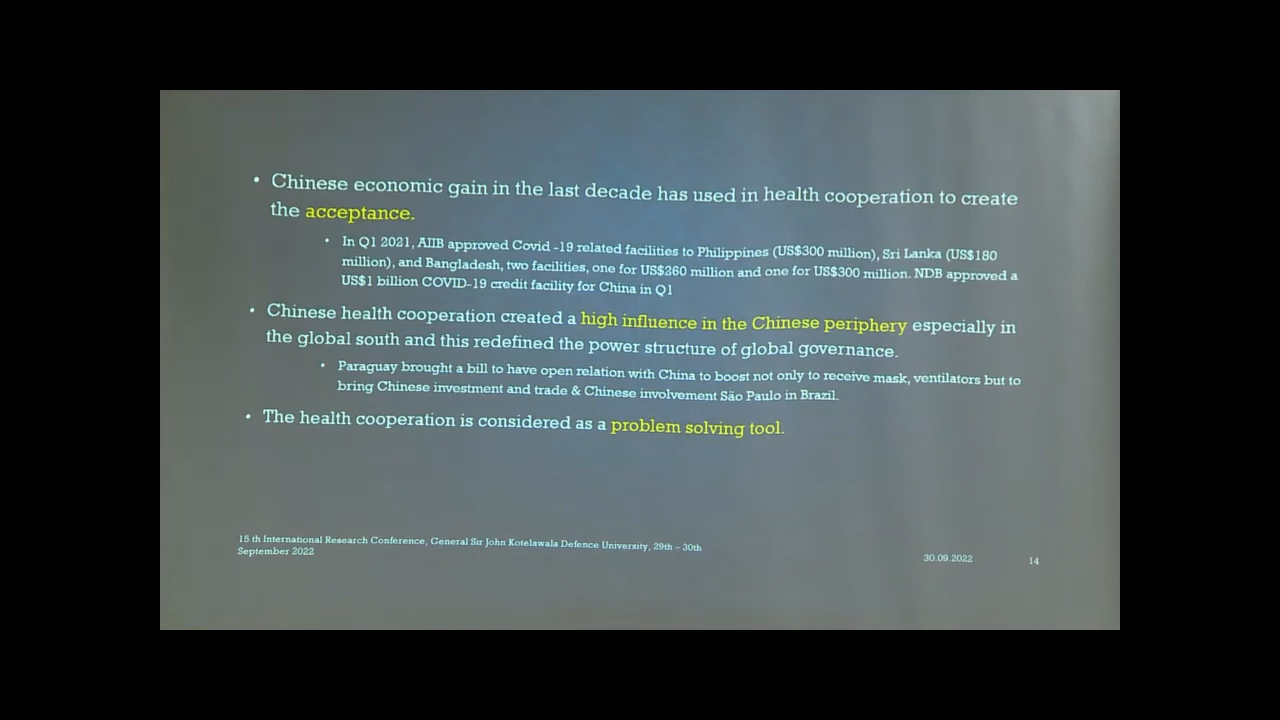 • Chinese economic gain in the last decade has used in health cooperation to create
the acceptance.
• In Q1 2021, AIIB approved Covid -19 related facilities to Philippines (US$300 million), Sri Lanka (US$180
million), and Bangladesh, two facilities, one for US$260 million and one for US$300 million. NDB approved a
US$1 billion COVID-19 credit facility for China in Q1
• Chinese health cooperation created a high influence in the Chinese periphery especially in
the global south and this redefined the power structure of global governance.
• Paraguay brought a bill to have open relation with China to boost not only to receive mask, ventilators but to
bring Chinese investment and trade & Chinese involvement São Paulo in Brazil.
• The health cooperation is considered as a problem solving tool.
15 th International Research Conference, General Sir John Kotelawala Defence University, 29th – 30th
September 2022
30.09.2022
14